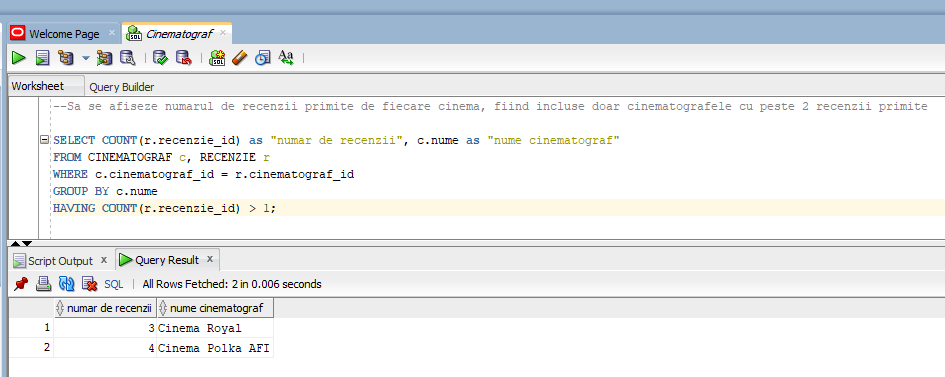 Welcome Page × Cinematograf ×
Worksheet Query Builder
--Sa se afiseze numarul de recenzii primite de fiecare cinema, fiind incluse doar cinematografele cu peste 2 recenzii primite
SELECT COUNT(r.recenzie_id) as "numar de recenzii", c.nume as "nume cinematograf"
FROM CINEMATOGRAF c, RECENZIE r
WHERE c.cinematograf_id = r.cinematograf_id
GROUP BY c.nume
HAVING COUNT(r.recenzie_id) > 1;
Script Output x Query Result x
SQL | All Rows Fetched: 2 in 0.006 seconds
numar de recenzii nume cinematograf
1 3 Cinema Royal
2 4 Cinema Polka AFI